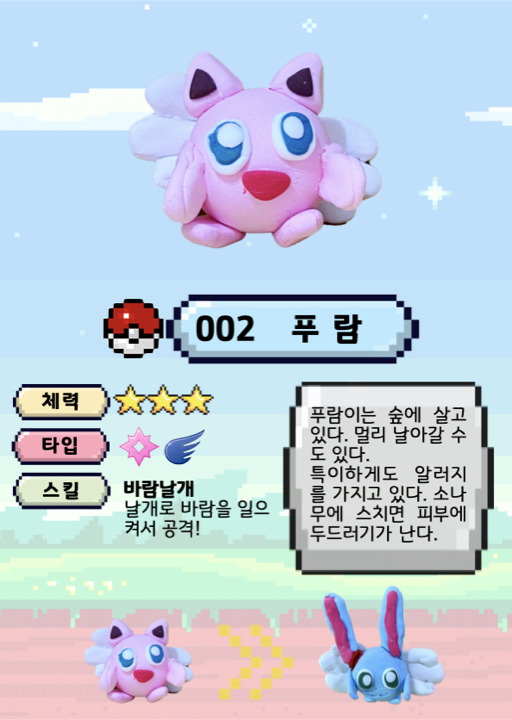 002 푸 람
체력
타입
스킬
바람날개
날개로 바람을 일으
켜서 공격!
푸람이는 숲에 살고
있다. 멀리 날아갈 수
도 있다.
특이하게도 알러지
를 가지고 있다. 소나
무에 스치면 피부에
두드러기가 난다.